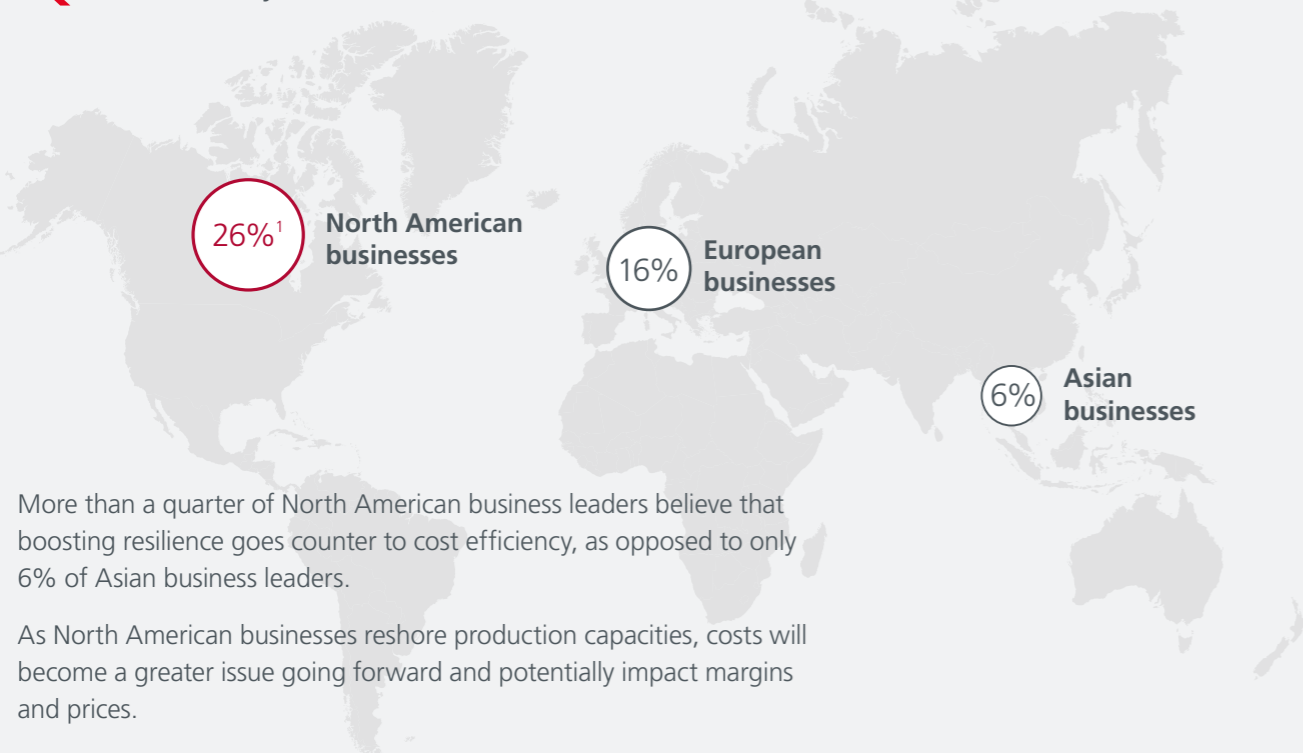 26%1
North American
businesses
16%
European
businesses
6%
Asian
businesses
More than a quarter of North American business leaders believe that
boosting resilience goes counter to cost efficiency, as opposed to only
6% of Asian business leaders.
As North American businesses reshore production capacities, costs will
become a greater issue going forward and potentially impact margins
and prices.